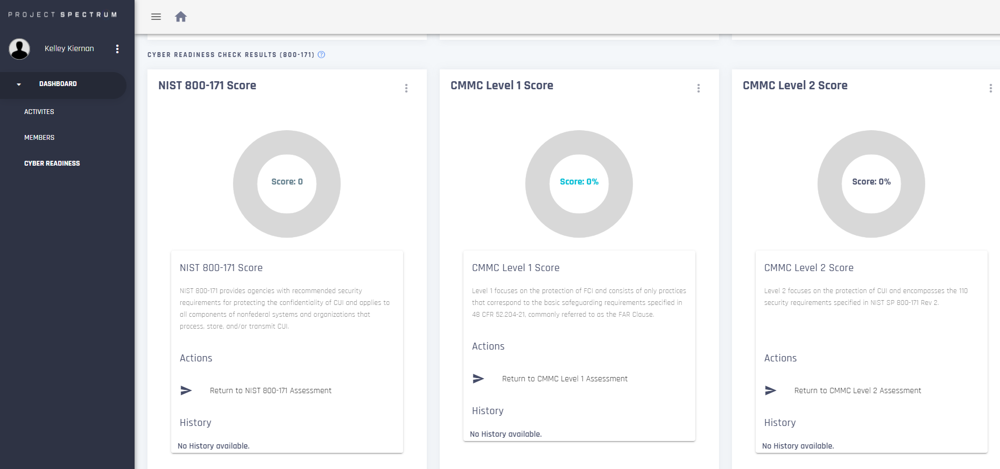 PROJECT SPECTRUM
Kelley Kiernan
DASHBOARD
ACTIVITES
MEMBERS
CYBER READINESS
CYBER READINESS CHECK RESULTS (800-171) ?
NIST 800-171 Score
Score: 0
NIST 800-171 Score
NIST 800-171 provides agencies with recommended security
requirements for protecting the confidentiality of CUI and applies to
all components of nonfederal systems and organizations that
process, store, and/or transmit CUI.
Actions
Return to NIST 800-171 Assessment
History
No History available.
CMMC Level 1 Score
Score: 0%
CMMC Level 1 Score
Level 1 focuses on the protection of FCI and consists of only practices
that correspond to the basic safeguarding requirements specified in
48 CFR 52.204-21, commonly referred to as the FAR Clause.
Actions
Return to CMMC Level 1 Assessment
History
No History available.
CMMC Level 2 Score
Score: 0%
CMMC Level 2 Score
Level 2 focuses on the protection of CUI and encompasses the 110
security requirements specified in NIST SP 800-171 Rev 2.
Actions
Return to CMMC Level 2 Assessment
History
No History available.